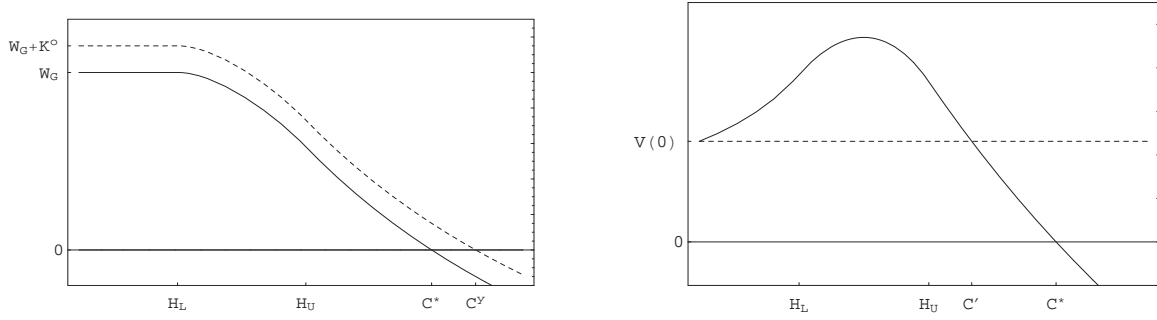 W_G+K°
W_G
0
H_L H_U C* C^y
V(0)
0
H_L H_U C′ C*